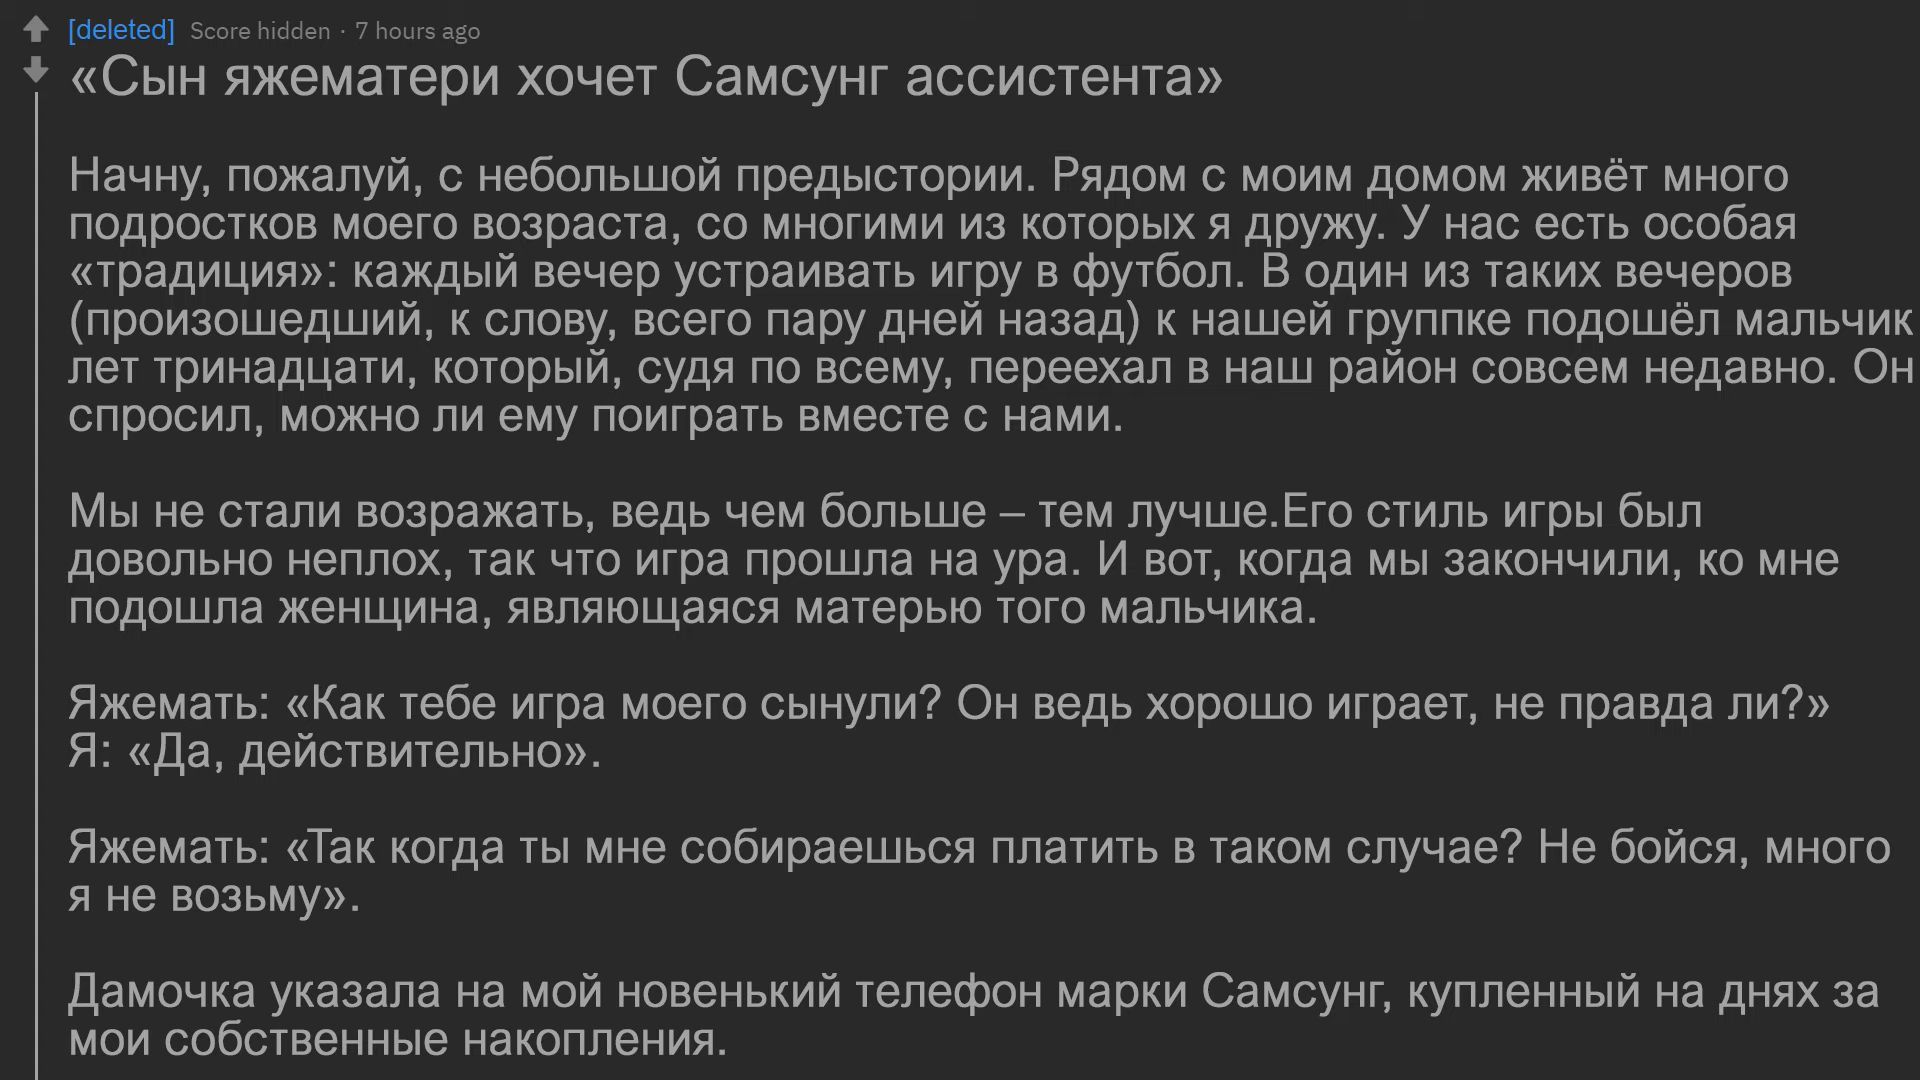 [deleted] Score hidden · 7 hours ago
«Сын яжематери хочет Самсунг ассистента»
Начну, пожалуй, с небольшой предыстории. Рядом с моим домом живёт много
подростков моего возраста, со многими из которых я дружу. У нас есть особая
«традиция»: каждый вечер устраивать игру в футбол. В один из таких вечеров
(произошедший, к слову, всего пару дней назад) к нашей группке подошёл мальчик
лет тринадцати, который, судя по всему, переехал в наш район совсем недавно. Он
спросил, можно ли ему поиграть вместе с нами.
Мы не стали возражать, ведь чем больше – тем лучше.Его стиль игры был
довольно неплох, так что игра прошла на ура. И вот, когда мы закончили, ко мне
подошла женщина, являющаяся матерью того мальчика.
Яжемать: «Как тебе игра моего сынули? Он ведь хорошо играет, не правда ли?»
Я: «Да, действительно».
Яжемать: «Так когда ты мне собираешься платить в таком случае? Не бойся, много
я не возьму».
Дамочка указала на мой новенький телефон марки Самсунг, купленный на днях за
мои собственные накопления.